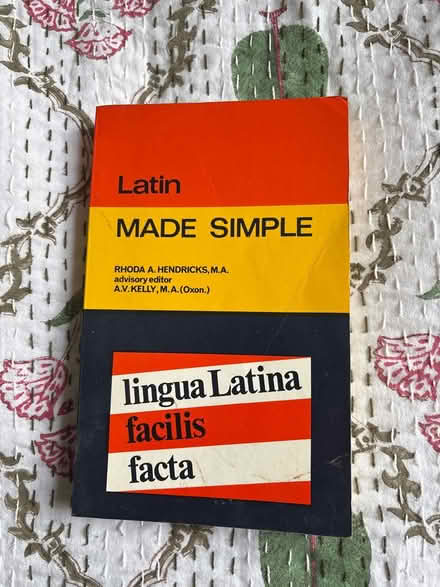 Latin
MADE SIMPLE
RHODA A. HENDRICKS, M.A.
advisory editor
A.V. KELLY, M.A. (Oxon.)
lingua Latina
facilis
facta